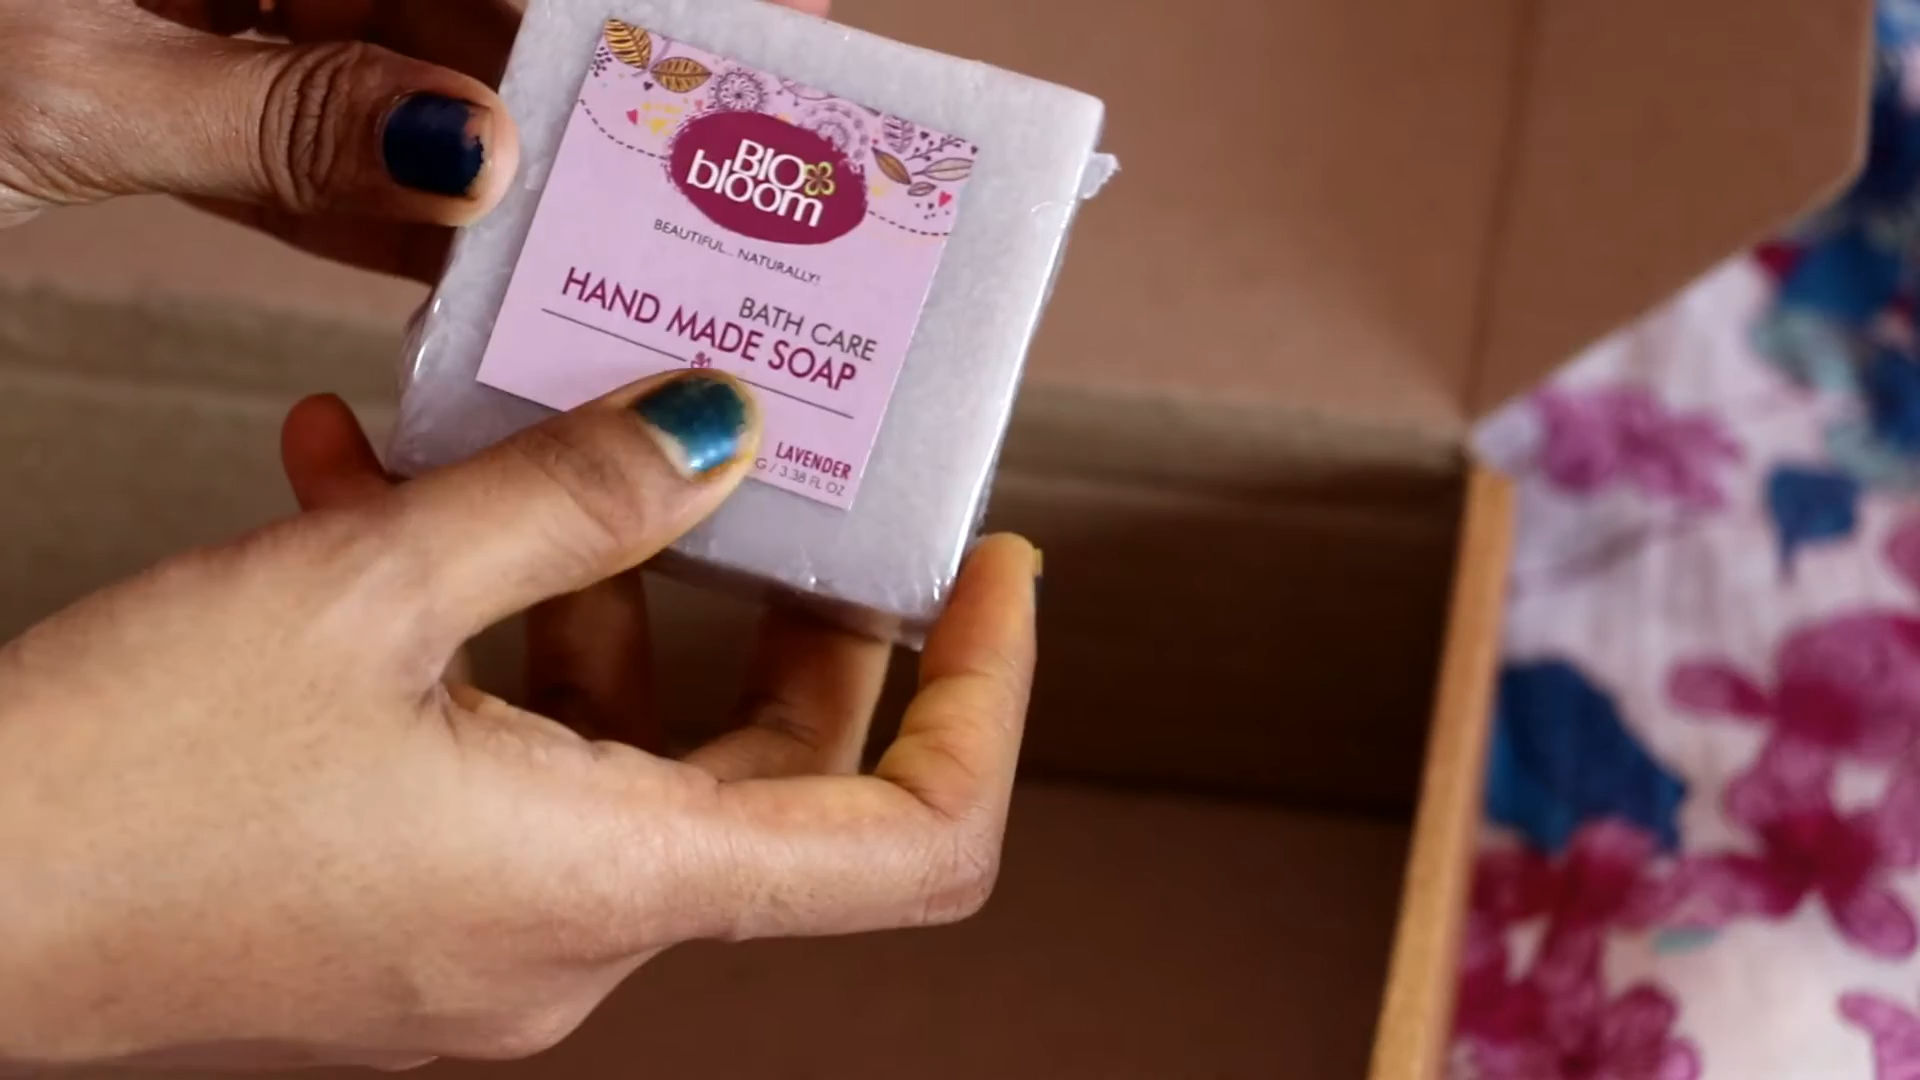 BIO
bloom
BEAUTIFUL... NATURALLY!
BATH CARE
HAND MADE SOAP
LAVENDER
G / 3.38 FL OZ